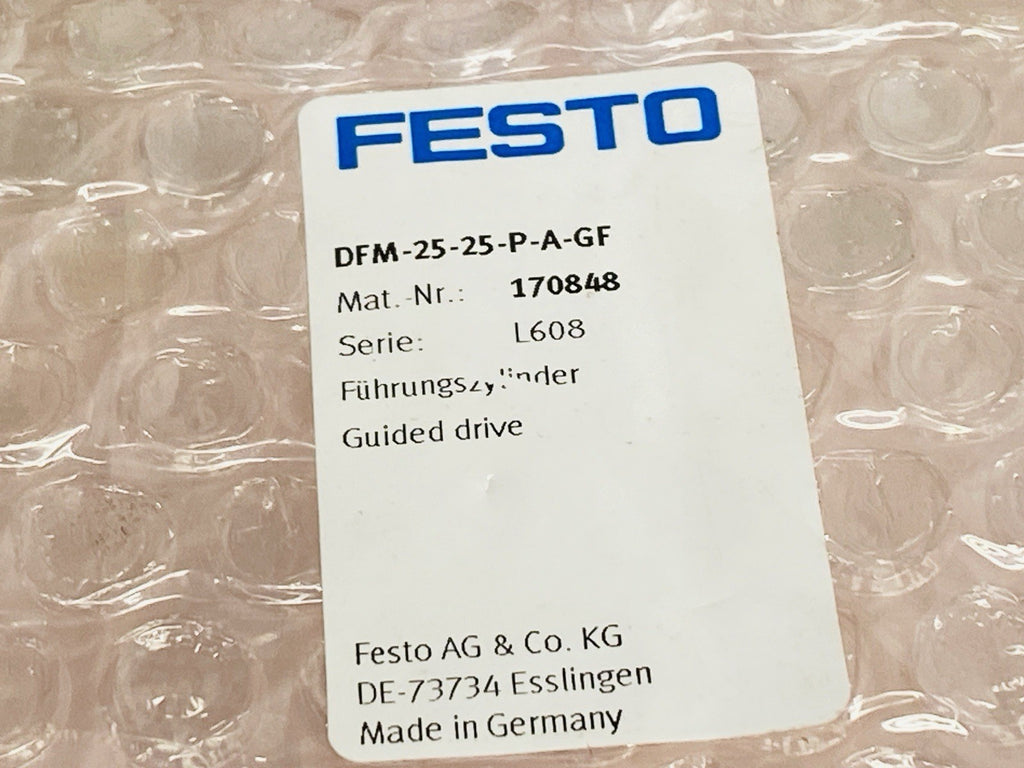 FESTO
DFM-25-25-P-A-GF
Mat.-Nr.: 170848
Serie: L608
Führungszylinder
Guided drive
Festo AG & Co. KG
DE-73734 Esslingen
Made in Germany